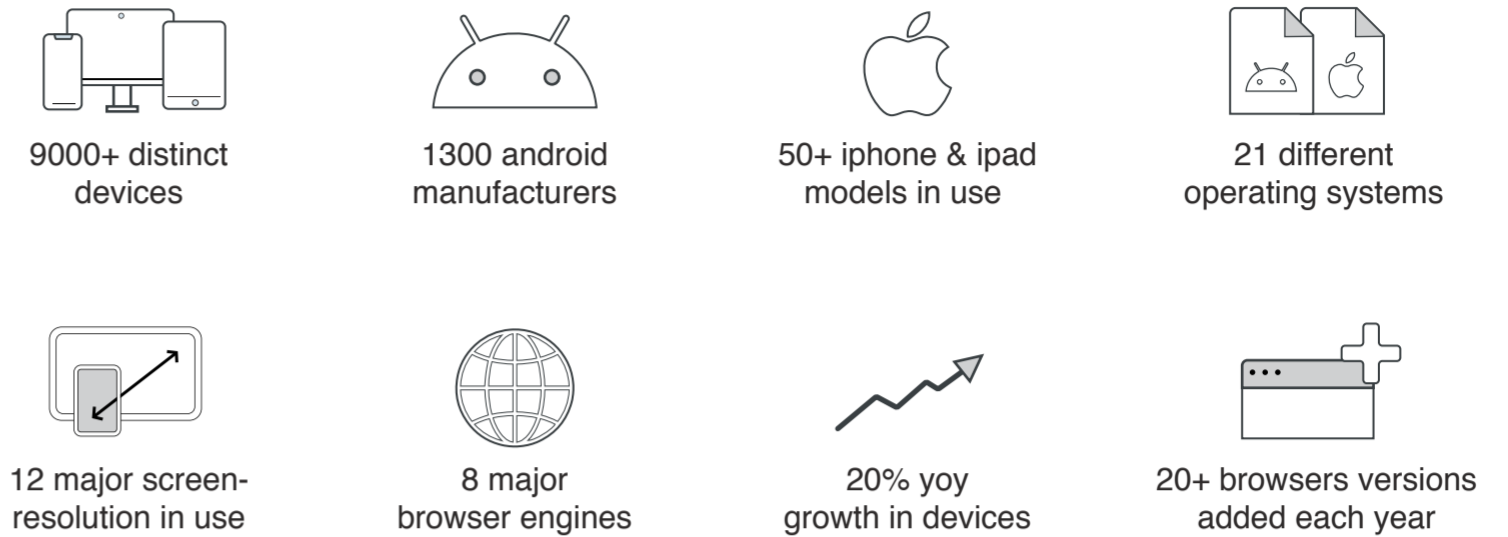 9000+ distinct
devices
1300 android
manufacturers
50+ iphone & ipad
models in use
21 different
operating systems
12 major screen-
resolution in use
8 major
browser engines
20% yoy
growth in devices
20+ browsers versions
added each year